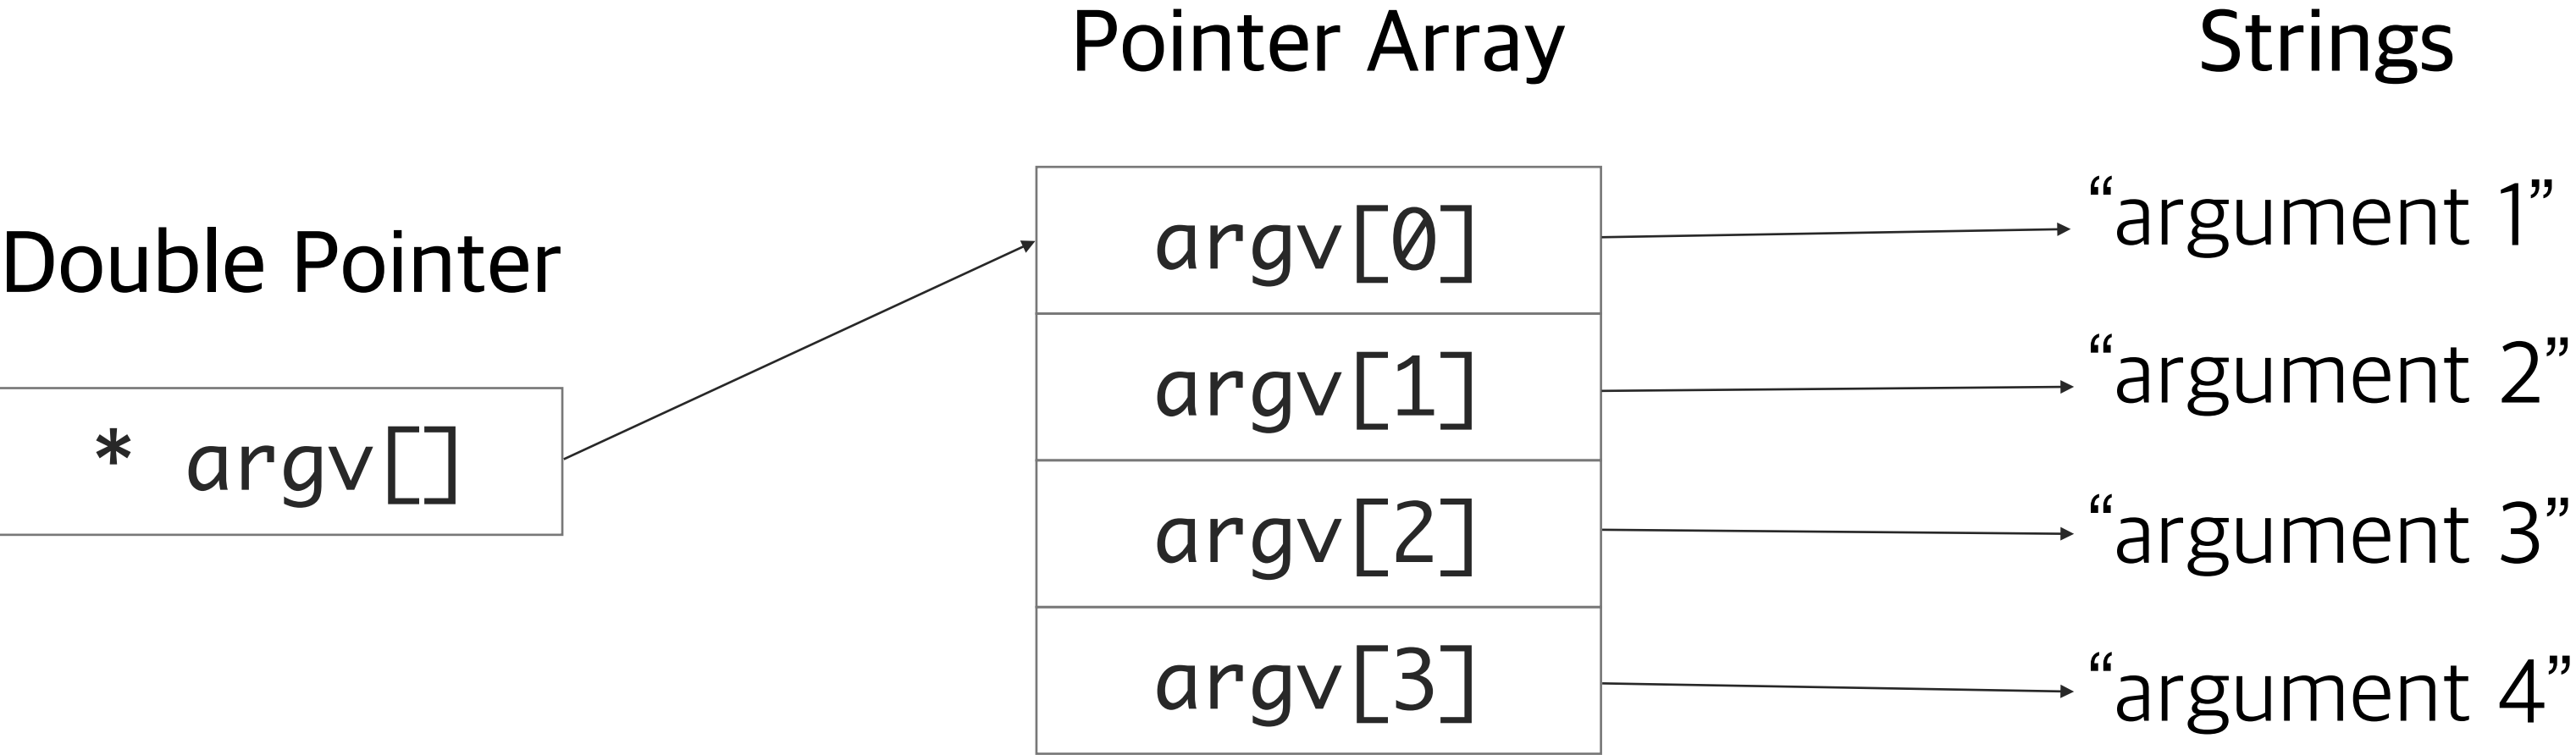 Pointer Array
Strings
Double Pointer
* argv[]
argv[0]
argv[1]
argv[2]
argv[3]
“argument 1”
“argument 2”
“argument 3”
“argument 4”